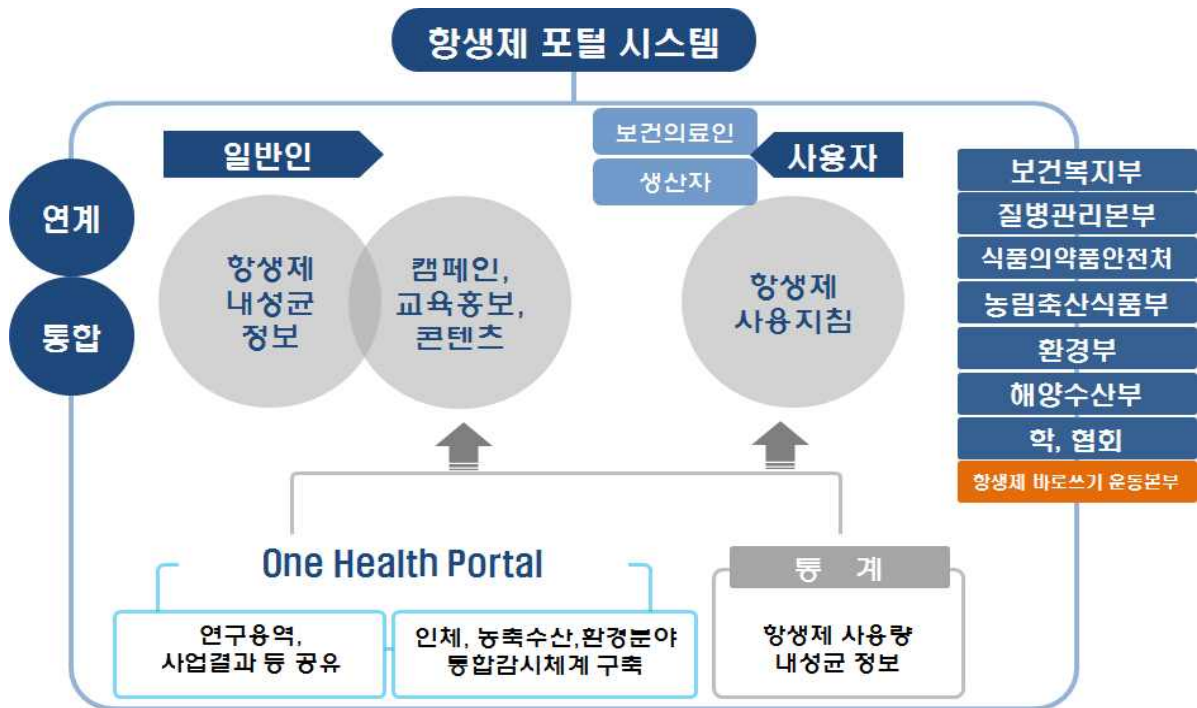 항생제 포털 시스템
일반인
보건의료인
생산자
사용자
연계
통합
항생제
내성균
정보
캠페인,
교육홍보,
콘텐츠
항생제
사용지침
보건복지부
질병관리본부
식품의약품안전처
농림축산식품부
환경부
해양수산부
학, 협회
항생제 바로쓰기 운동본부
One Health Portal
연구용역,
사업결과 등 공유
인체, 농축수산,환경분야
통합감시체계 구축
통 계
항생제 사용량
내성균 정보